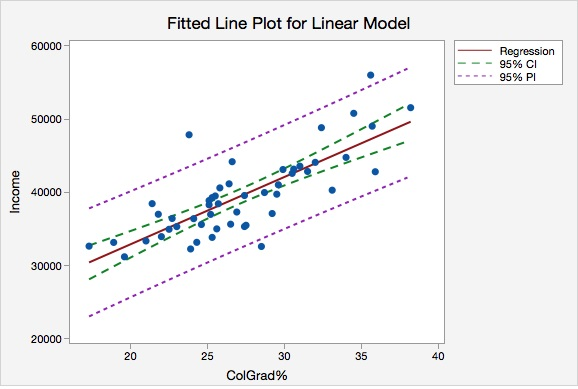 Fitted Line Plot for Linear Model
60000
50000
40000
30000
20000
Income
20
25
30
35
40
ColGrad%
Regression
95% CI
95% PI